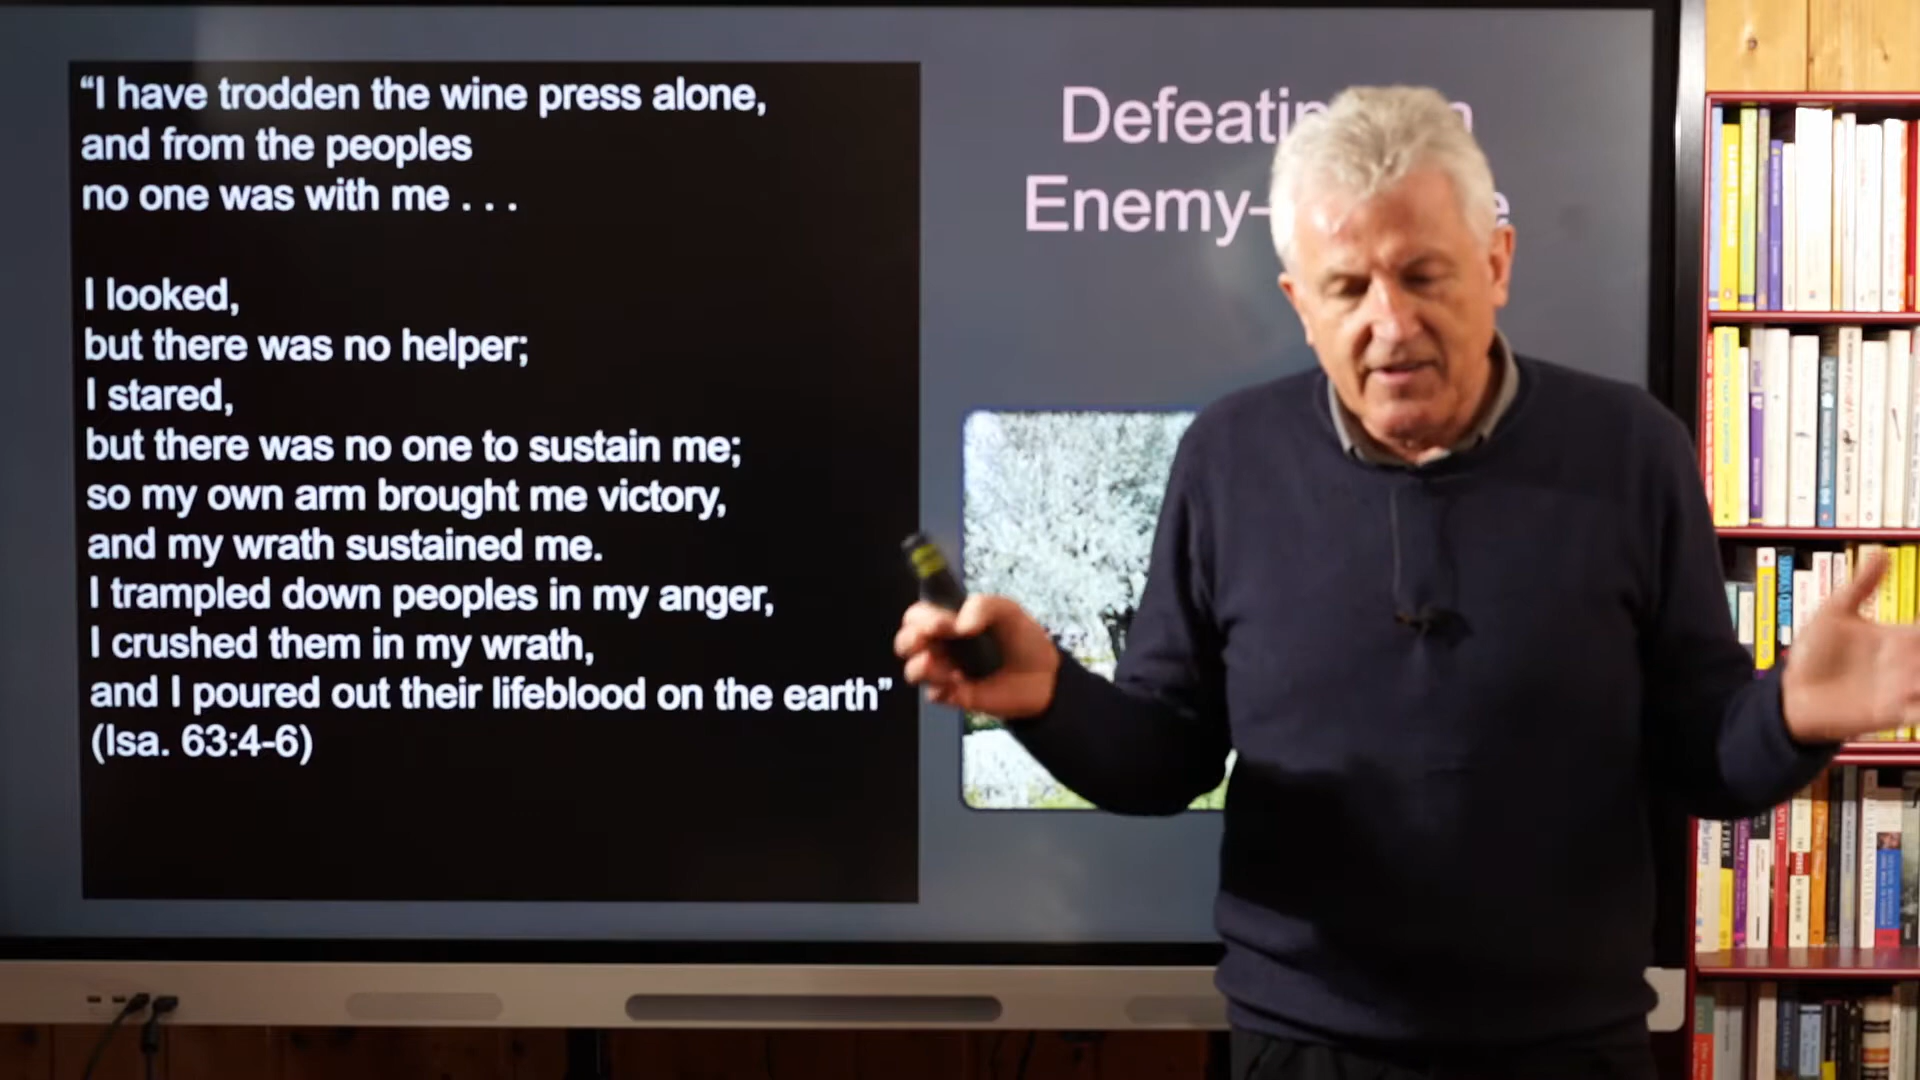 “I have trodden the wine press alone,
and from the peoples
no one was with me . . .
I looked,
but there was no helper;
I stared,
but there was no one to sustain me;
so my own arm brought me victory,
and my wrath sustained me.
I trampled down peoples in my anger,
I crushed them in my wrath,
and I poured out their lifeblood on the earth”
(Isa. 63:4-6)
Defeating
Enemy–